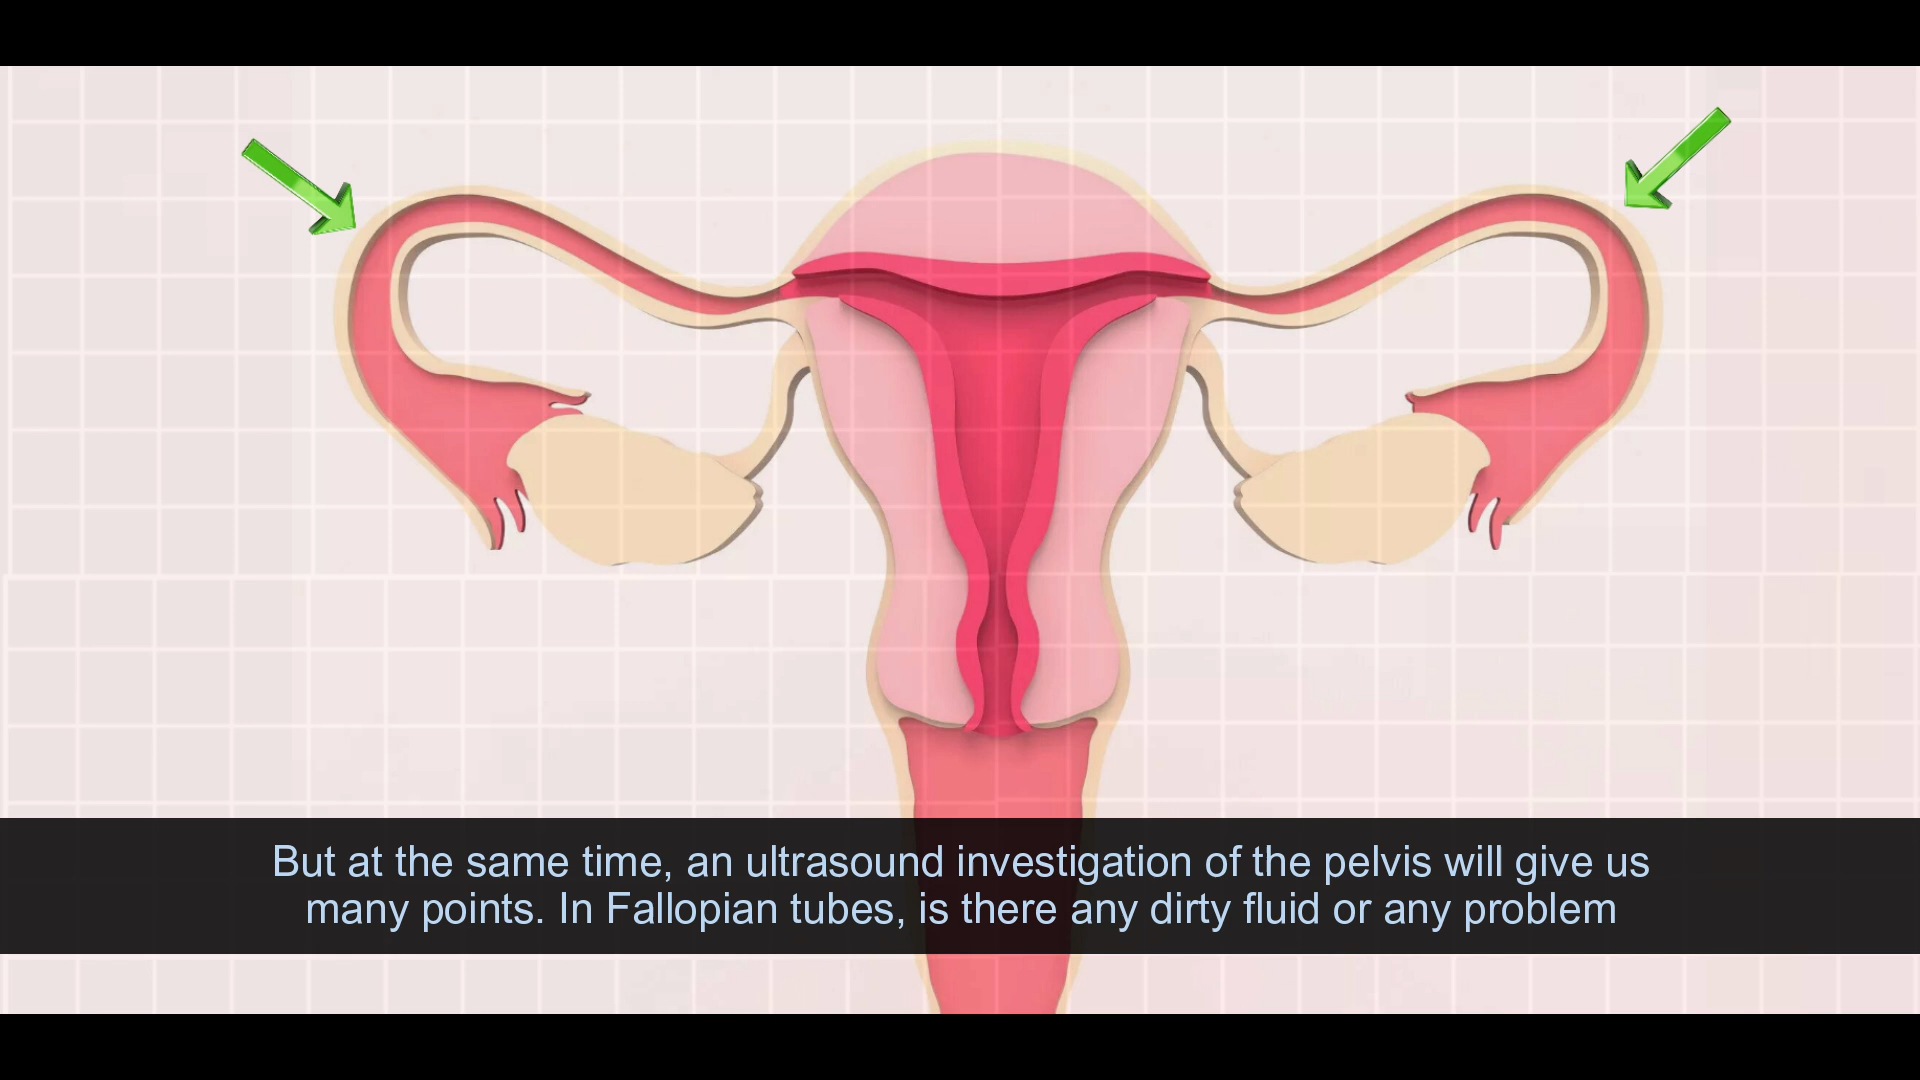 But at the same time, an ultrasound investigation of the pelvis will give us
many points. In Fallopian tubes, is there any dirty fluid or any problem